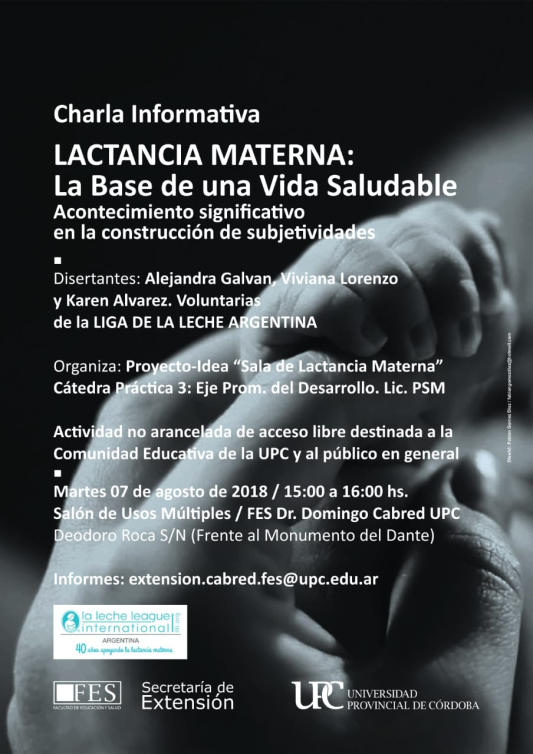 Charla Informativa
LACTANCIA MATERNA:
La Base de una Vida Saludable
Acontecimiento significativo
en la construcción de subjetividades
Disertantes: Alejandra Galvan, Viviana Lorenzo
y Karen Alvarez. Voluntarias
de la LIGA DE LA LECHE ARGENTINA
Organiza: Proyecto-Idea “Sala de Lactancia Materna”
Cátedra Práctica 3: Eje Prom. del Desarrollo. Lic. PSM
Actividad no arancelada de acceso libre destinada a la
Comunidad Educativa de la UPC y al público en general
Martes 07 de agosto de 2018 / 15:00 a 16:00 hs.
Salón de Usos Múltiples / FES Dr. Domingo Cabred UPC
Deodoro Roca S/N (Frente al Monumento del Dante)
Informes: extension.cabred.fes@upc.edu.ar
la leche league
international
ARGENTINA
40 años apoyando la lactancia materna
FES
FACULTAD DE EDUCACIÓN Y SALUD
Secretaría de
Extensión
UPC
UNIVERSIDAD
PROVINCIAL DE CÓRDOBA